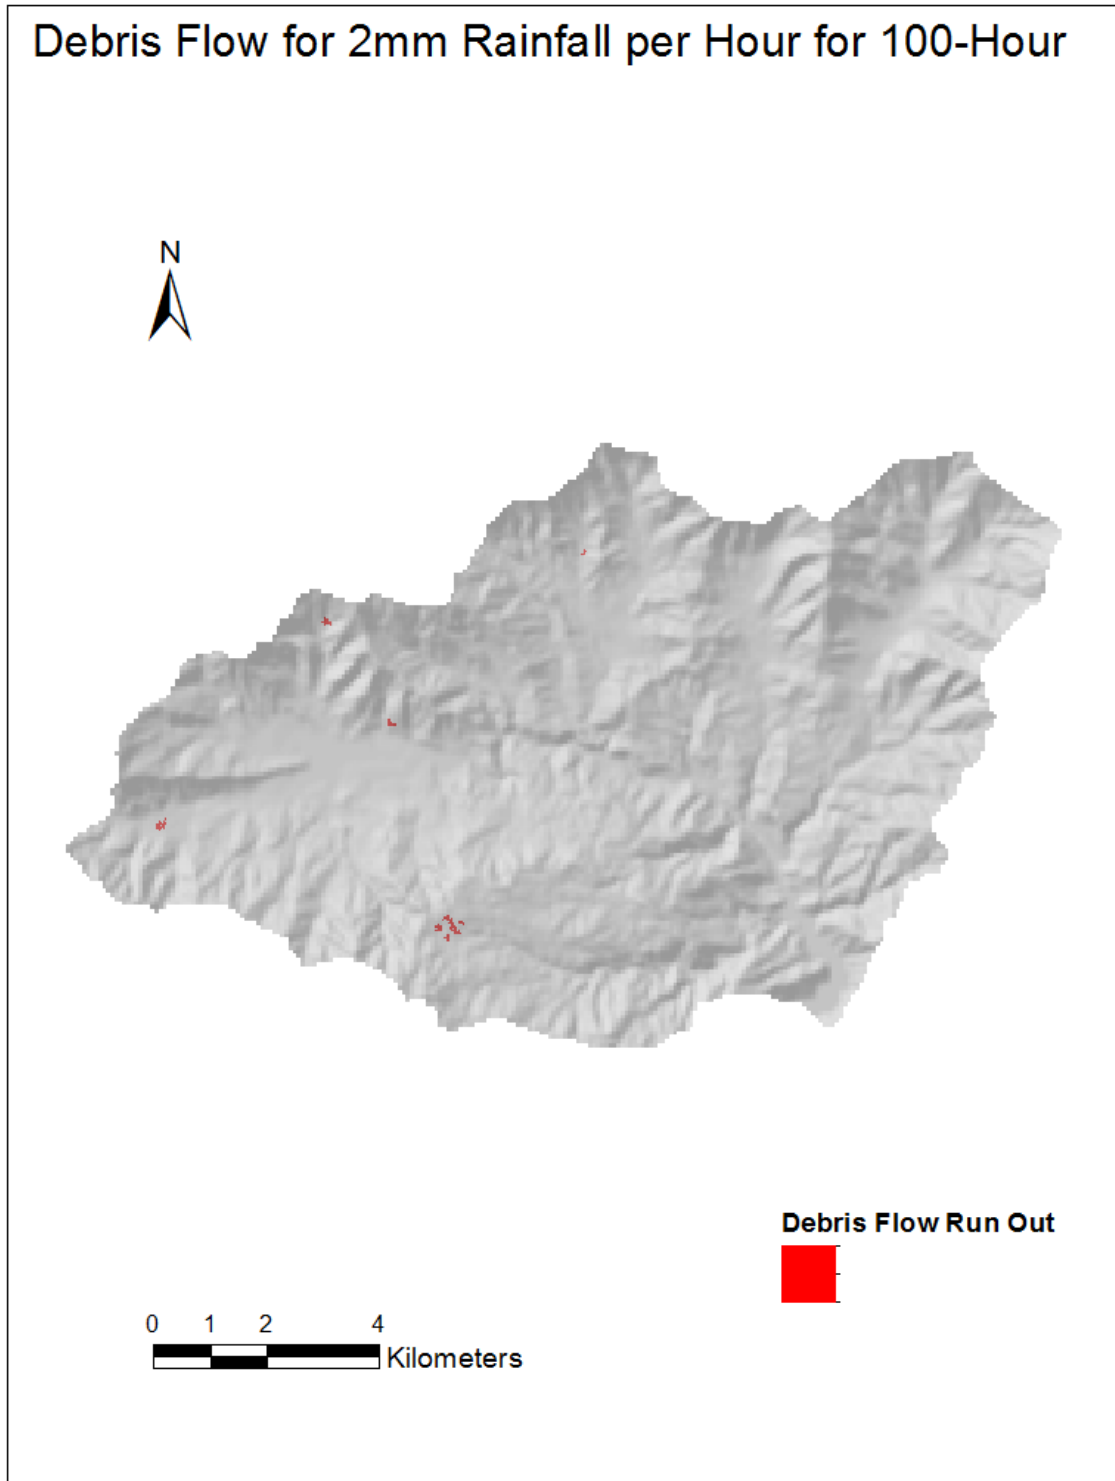 Debris Flow for 2mm Rainfall per Hour for 100-Hour
N
Debris Flow Run Out
0 1 2 4
Kilometers